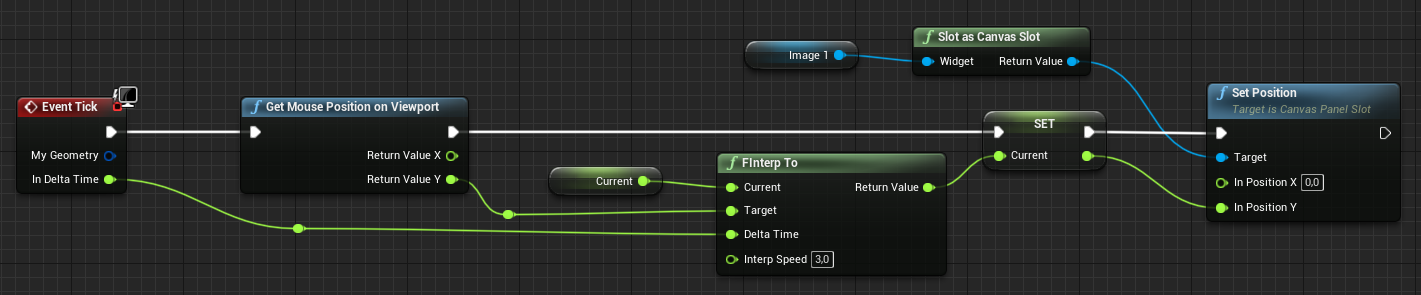 Image 1
Slot as Canvas Slot
Widget
Return Value
Event Tick
My Geometry
In Delta Time
Get Mouse Position on Viewport
Return Value X
Return Value Y
Current
FInterp To
Current
Return Value
Target
Delta Time
Interp Speed 3,0
SET
Current
Set Position
Target is Canvas Panel Slot
Target
In Position X 0,0
In Position Y